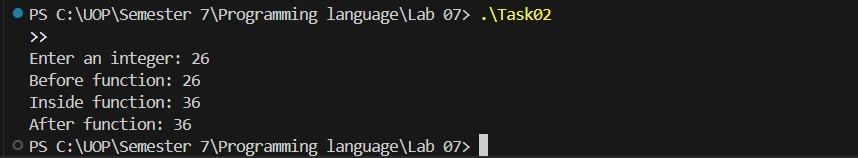 PS C:\UOP\Semester 7\Programming language\Lab 07> .\Task02
>>
Enter an integer: 26
Before function: 26
Inside function: 36
After function: 36
PS C:\UOP\Semester 7\Programming language\Lab 07>